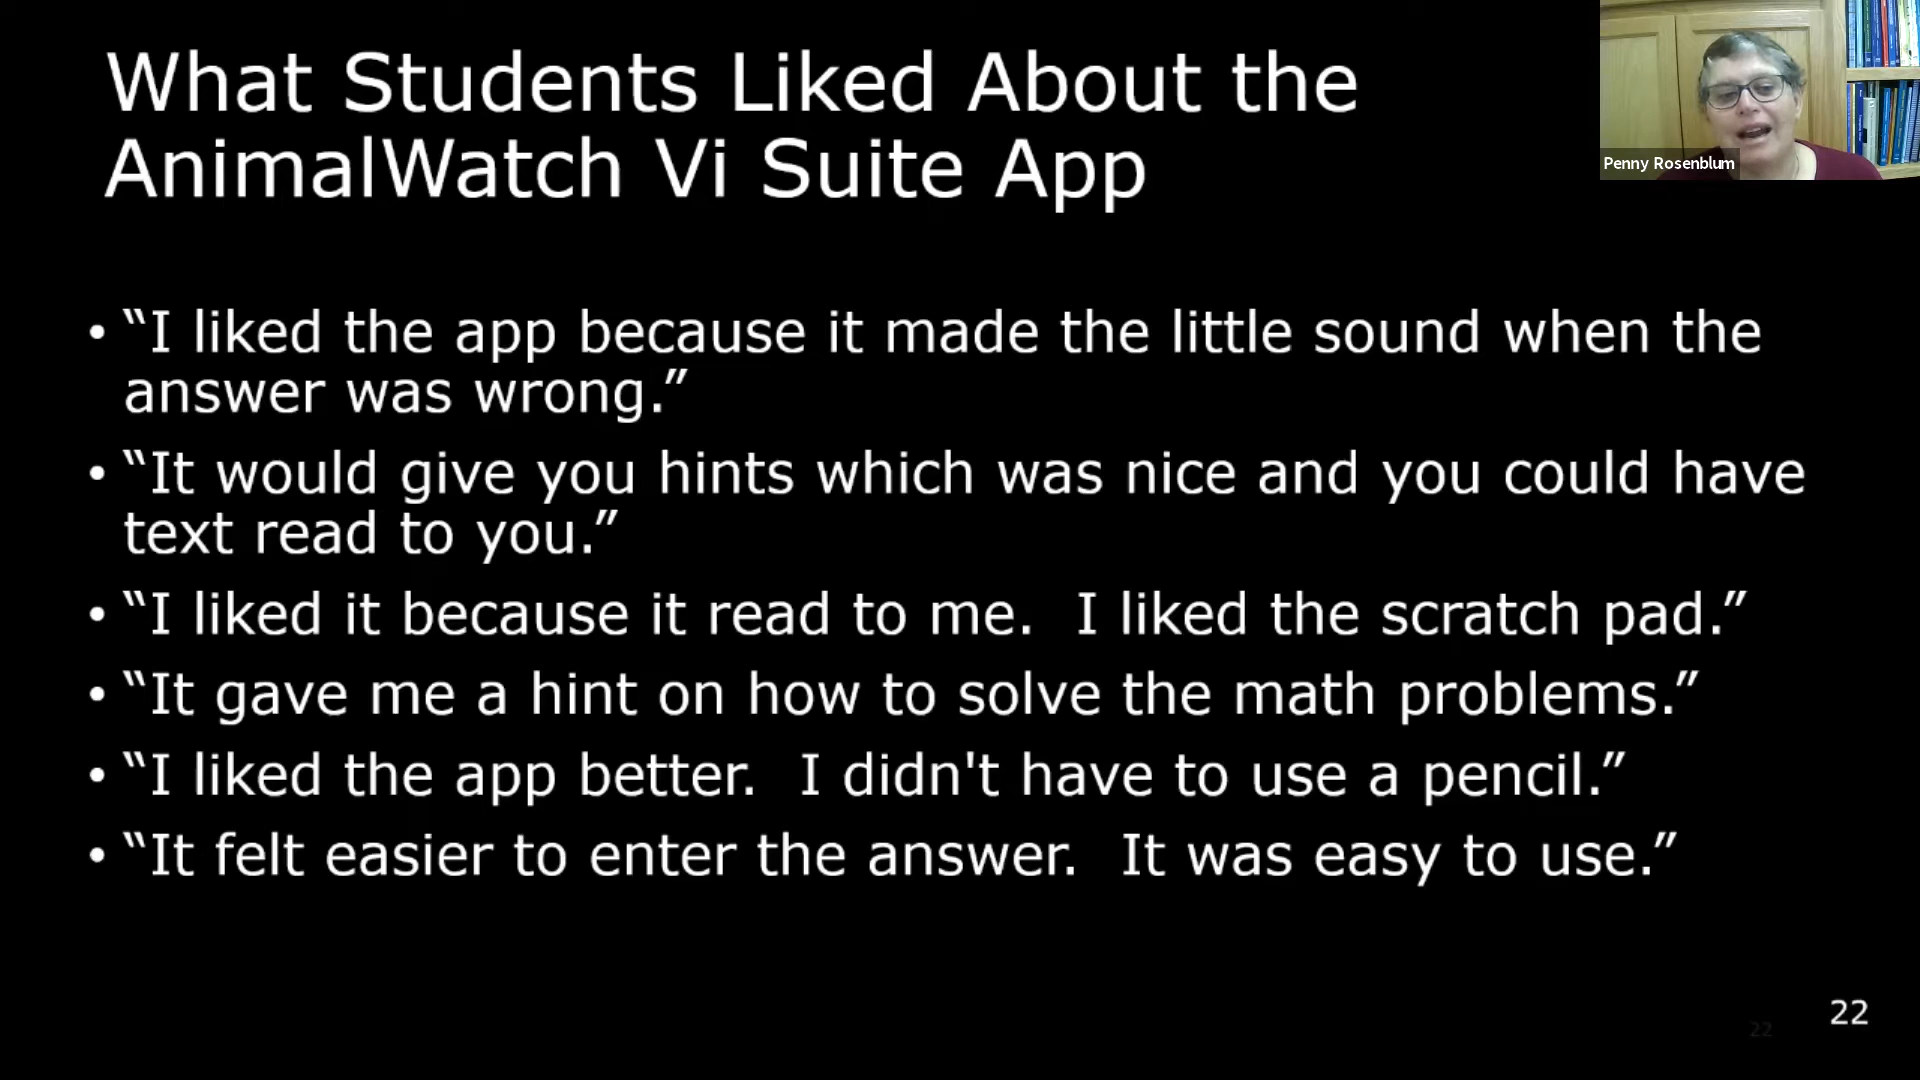 What Students Liked About the
AnimalWatch Vi Suite App
Penny Rosenblum
• “I liked the app because it made the little sound when the
answer was wrong.”
• “It would give you hints which was nice and you could have
text read to you.”
• “I liked it because it read to me.  I liked the scratch pad.”
• “It gave me a hint on how to solve the math problems.”
• “I liked the app better.  I didn't have to use a pencil.”
• “It felt easier to enter the answer.  It was easy to use.”
22
22